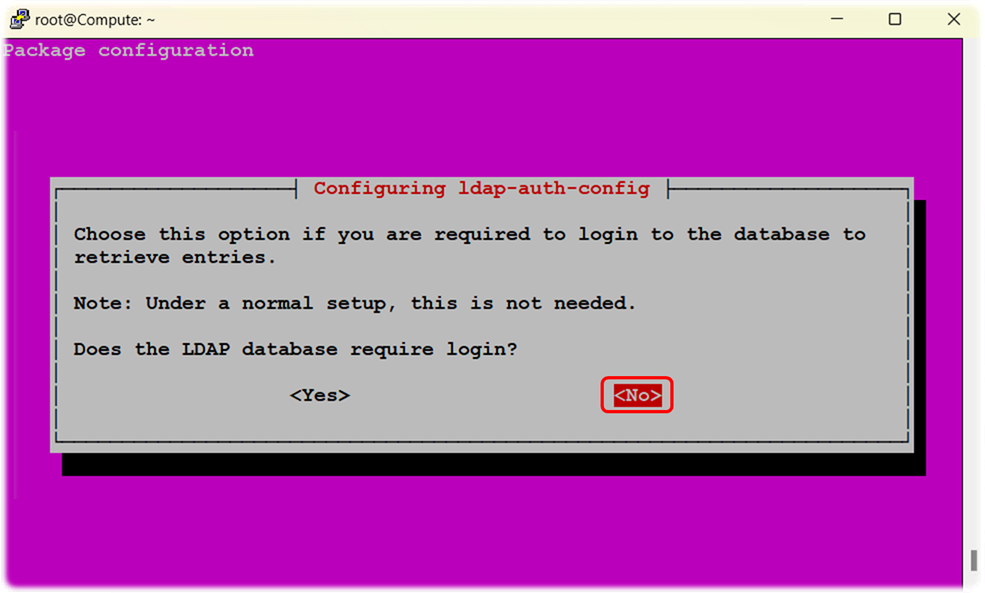 root@Compute: ~
Package configuration
Configuring ldap-auth-config
Choose this option if you are required to login to the database to
retrieve entries.
Note: Under a normal setup, this is not needed.
Does the LDAP database require login?
<Yes> <No>